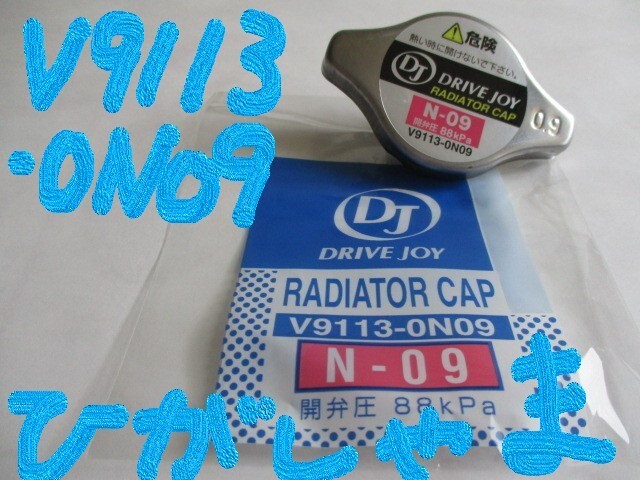 V9113
・0N09
危険
熱い時に開けないで下さい。
DJ DRIVE JOY
RADIATOR CAP
N-09
開弁圧 88kPa
V9113-0N09
0.9
DJ
DRIVE JOY
RADIATOR CAP
V9113-0N09
N-09
開弁圧 88kPa
ひがしやま